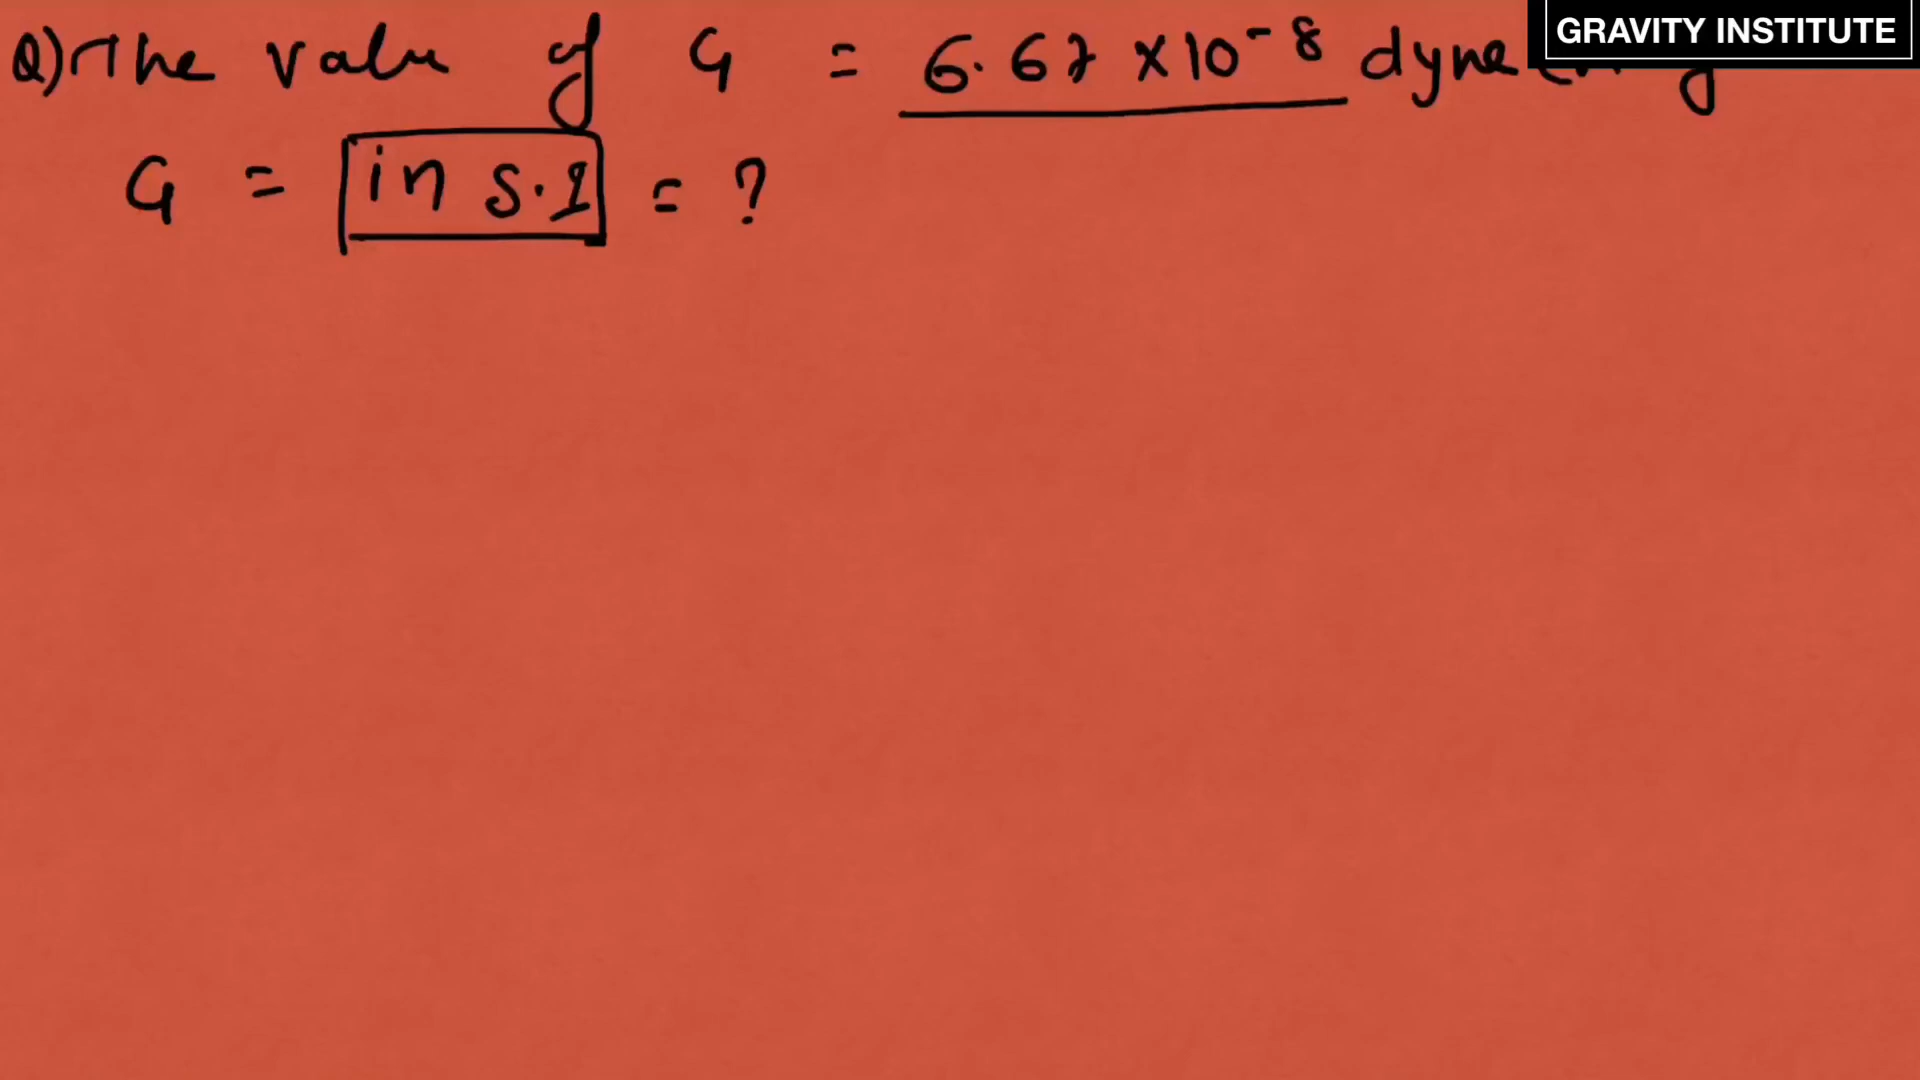 GRAVITY INSTITUTE
Q) The value of G = 6.67 × 10⁻⁸ dyne
G = in S.I = ?